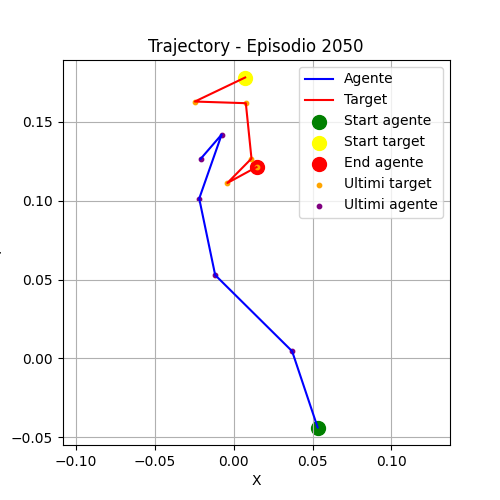 Trajectory - Episodio 2050
Agente
Target
Start agente
Start target
End agente
Ultimi target
Ultimi agente
0.15
0.10
0.05
0.00
−0.05
−0.10
−0.05
0.00
0.05
0.10
X